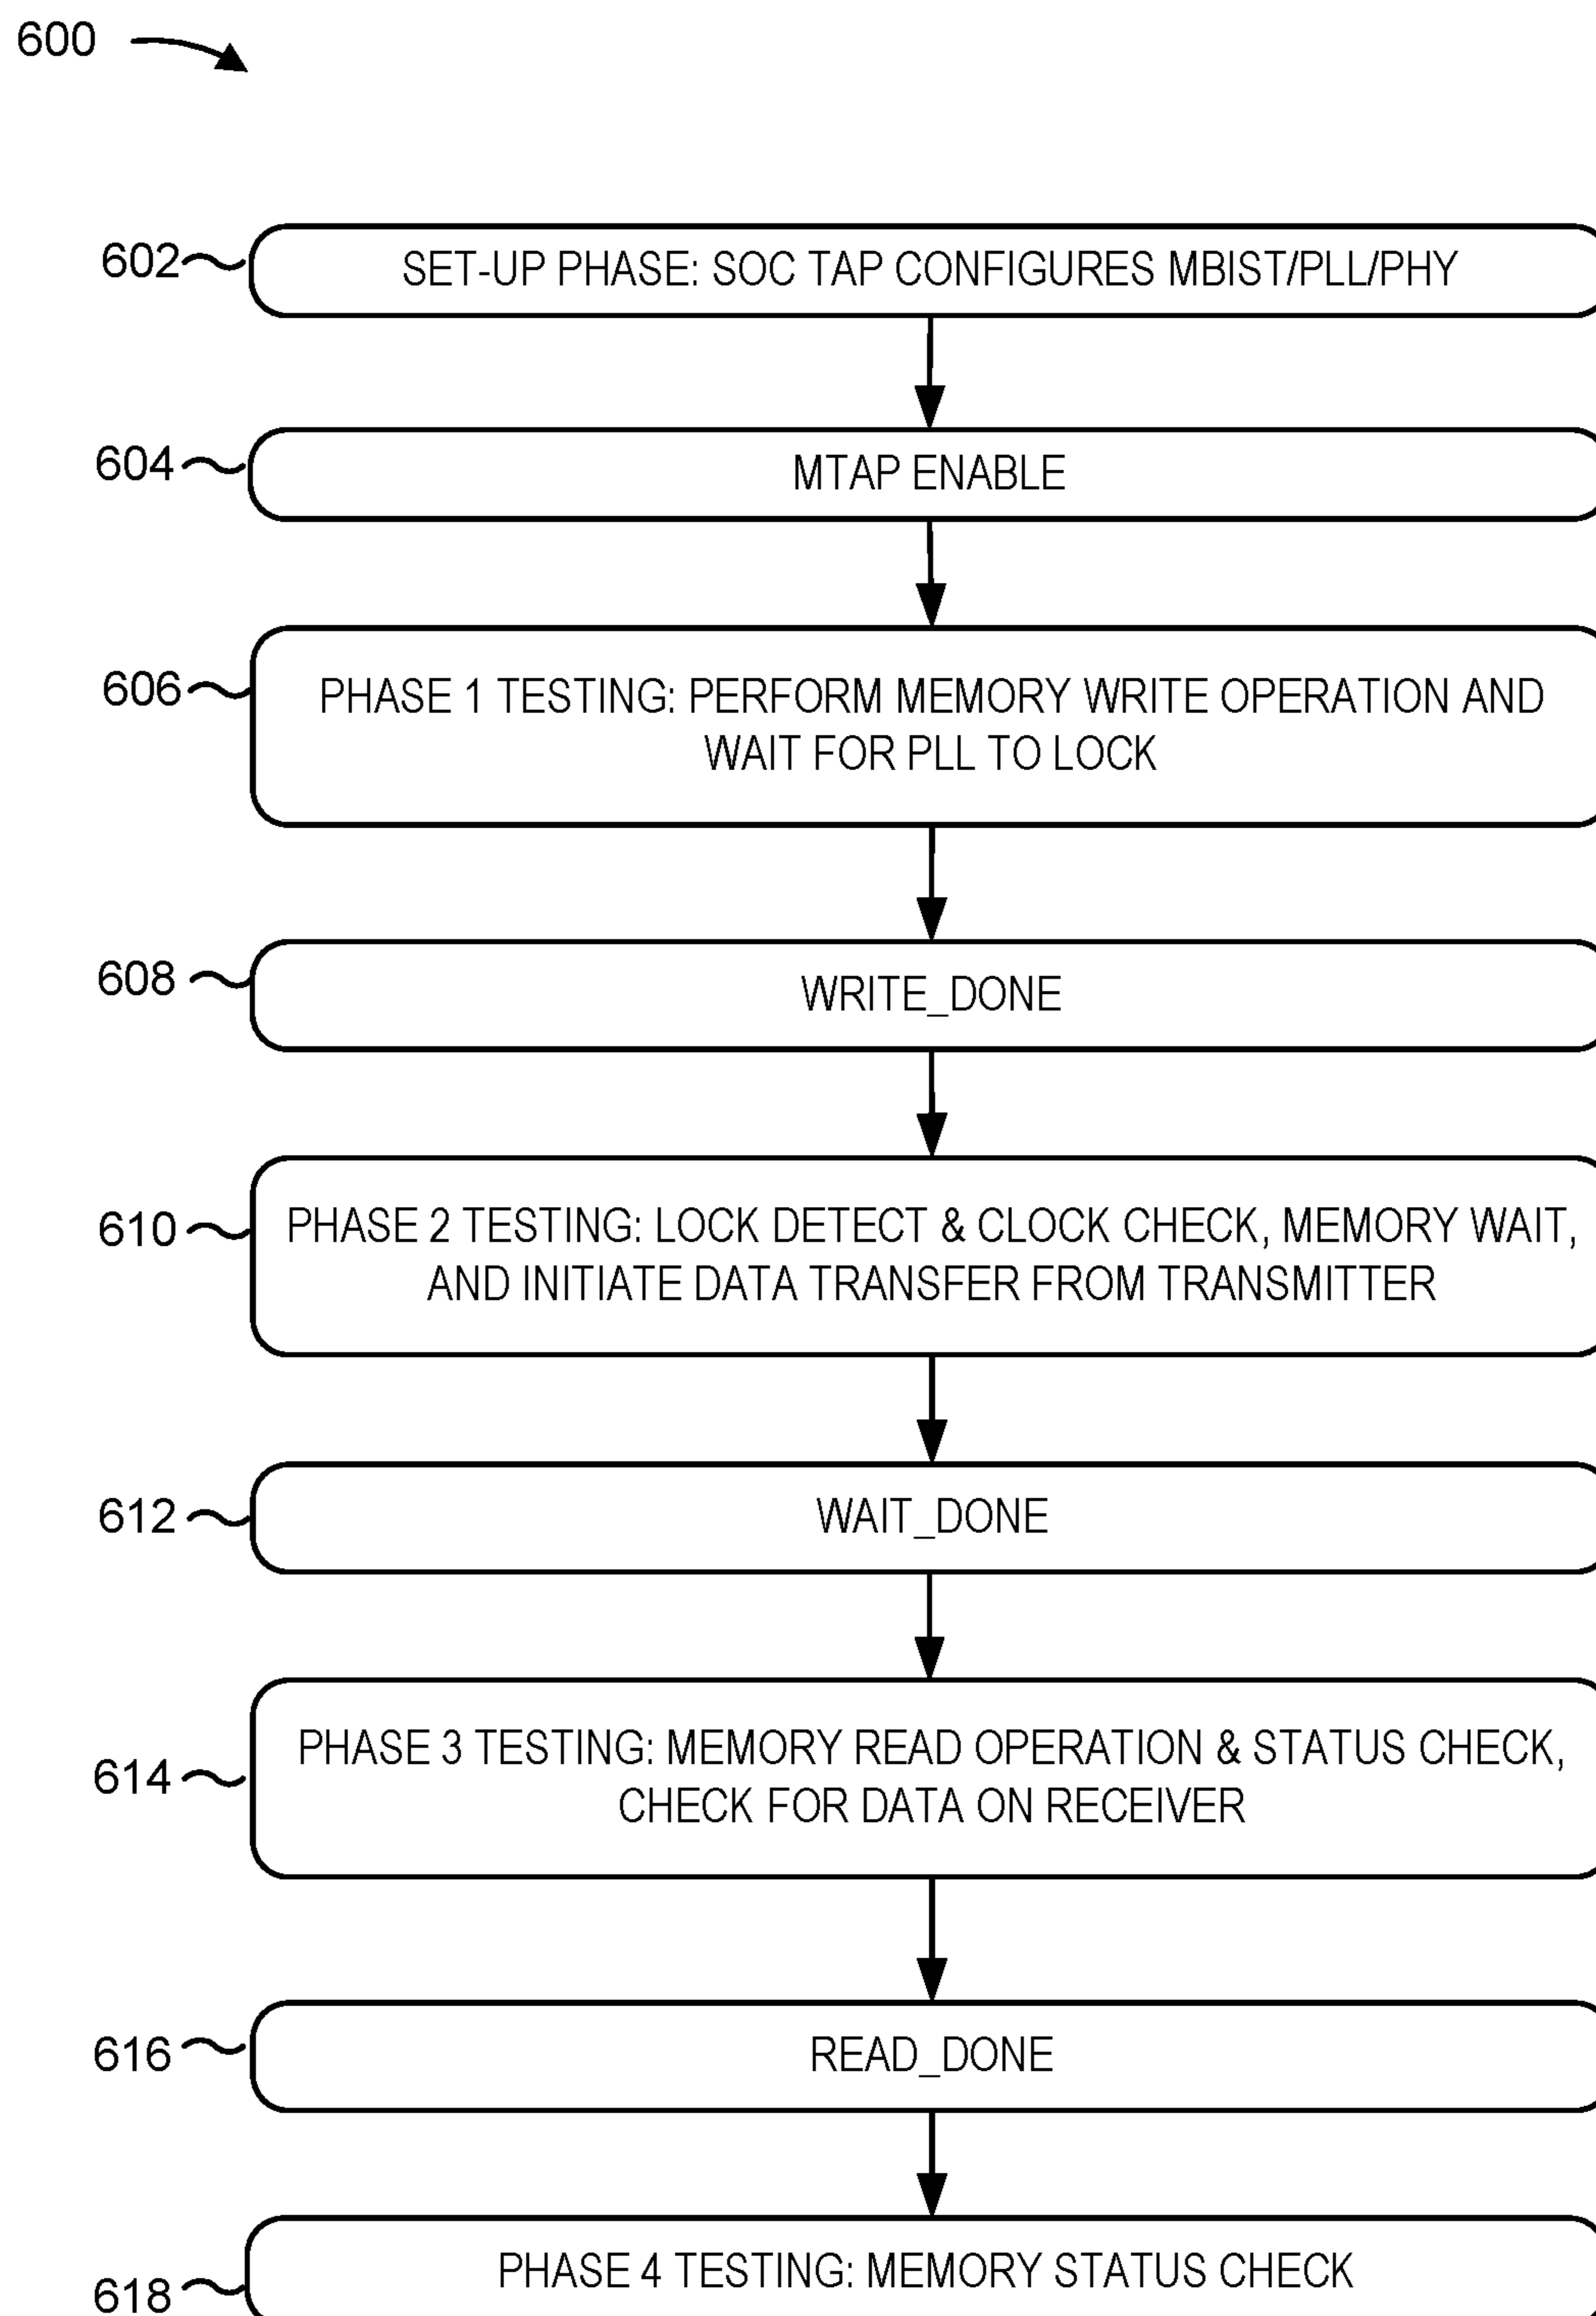 600
602 SET-UP PHASE: SOC TAP CONFIGURES MBIST/PLL/PHY
604 MTAP ENABLE
606 PHASE 1 TESTING: PERFORM MEMORY WRITE OPERATION AND
WAIT FOR PLL TO LOCK
608 WRITE_DONE
610 PHASE 2 TESTING: LOCK DETECT & CLOCK CHECK, MEMORY WAIT,
AND INITIATE DATA TRANSFER FROM TRANSMITTER
612 WAIT_DONE
614 PHASE 3 TESTING: MEMORY READ OPERATION & STATUS CHECK,
CHECK FOR DATA ON RECEIVER
616 READ_DONE
618 PHASE 4 TESTING: MEMORY STATUS CHECK